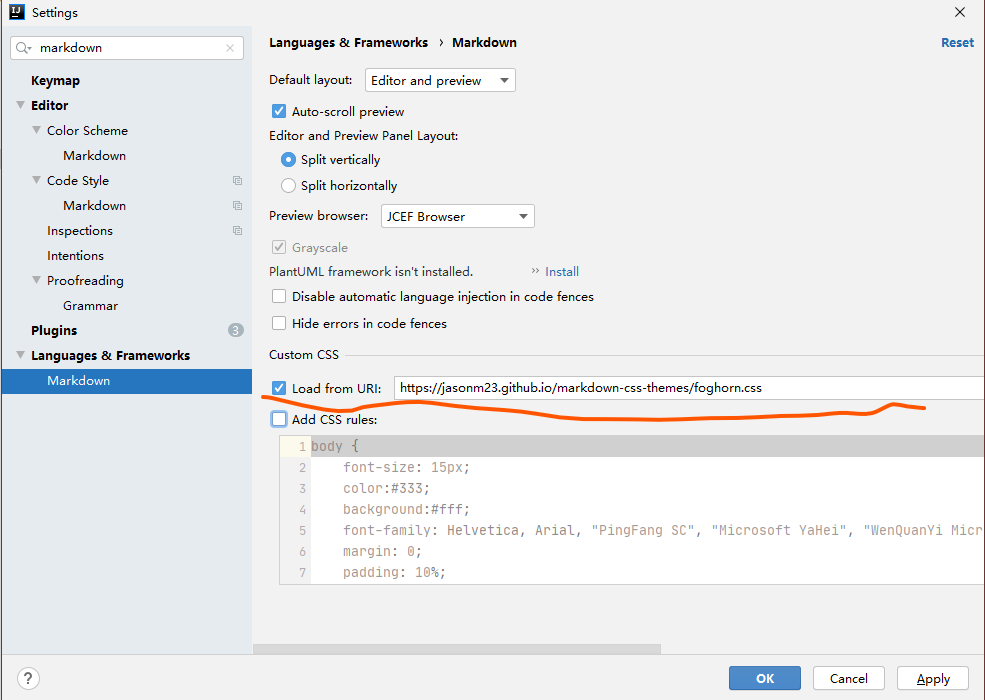 IJ Settings
markdown
Keymap
Editor
Color Scheme
Markdown
Code Style
Markdown
Inspections
Intentions
Proofreading
Grammar
Plugins 3
Languages & Frameworks
Markdown
Languages & Frameworks › Markdown Reset
Default layout: Editor and preview
Auto-scroll preview
Editor and Preview Panel Layout:
Split vertically
Split horizontally
Preview browser: JCEF Browser
Grayscale
PlantUML framework isn't installed. » Install
Disable automatic language injection in code fences
Hide errors in code fences
Custom CSS
Load from URI: https://jasonm23.github.io/markdown-css-themes/foghorn.css
Add CSS rules:
1 body {
2 font-size: 15px;
3 color:#333;
4 background:#fff;
5 font-family: Helvetica, Arial, "PingFang SC", "Microsoft YaHei", "WenQuanYi Micr
6 margin: 0;
7 padding: 10%;
? OK Cancel Apply